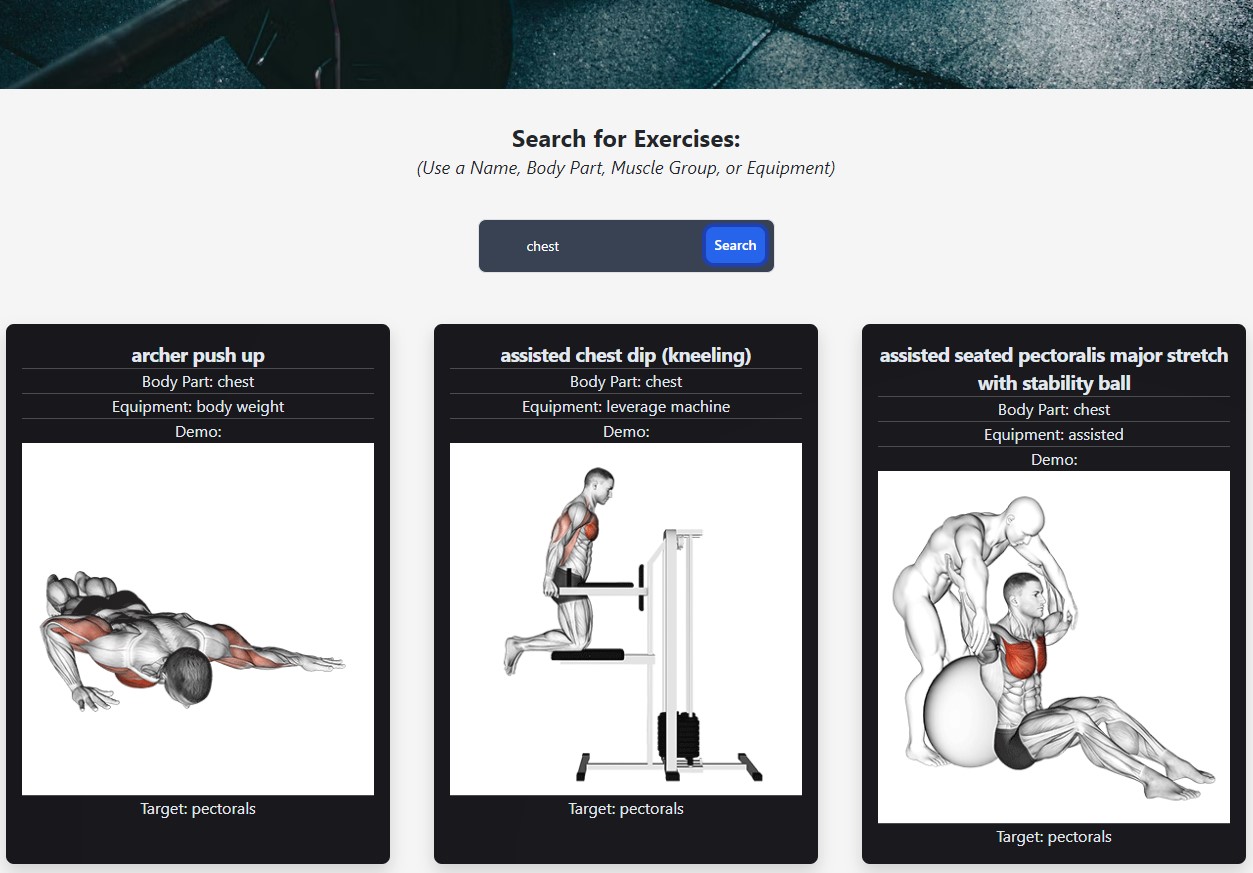 Search for Exercises:
(Use a Name, Body Part, Muscle Group, or Equipment)
chest
Search
archer push up
Body Part: chest
Equipment: body weight
Demo:
Target: pectorals
assisted chest dip (kneeling)
Body Part: chest
Equipment: leverage machine
Demo:
Target: pectorals
assisted seated pectoralis major stretch
with stability ball
Body Part: chest
Equipment: assisted
Demo:
Target: pectorals